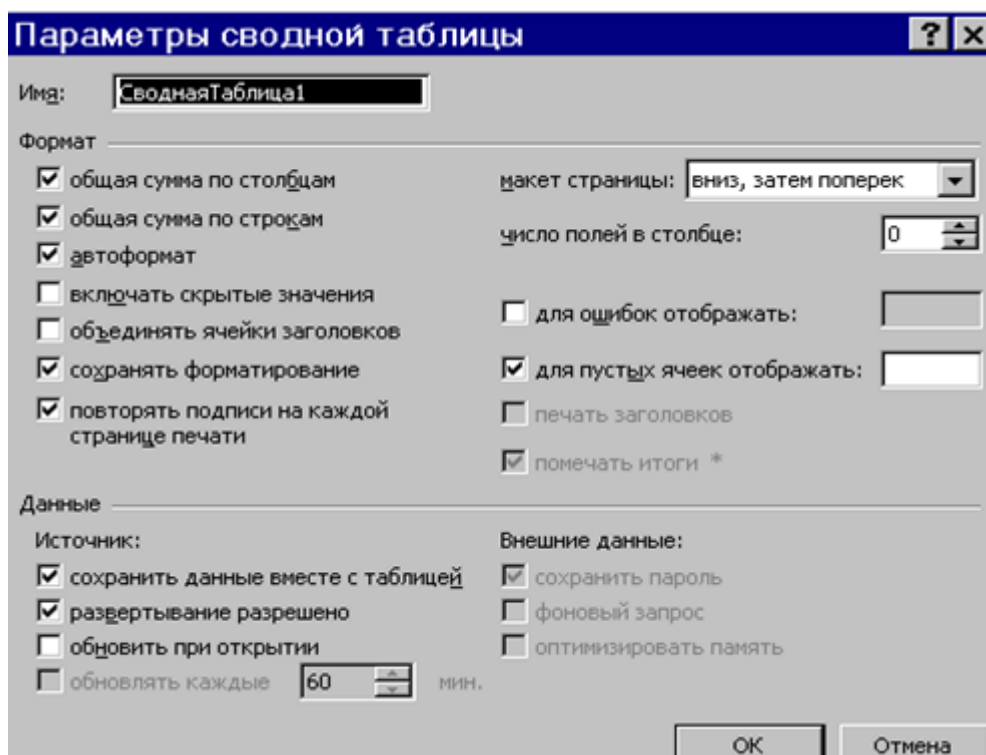 Параметры сводной таблицы
Имя: СводнаяТаблица1
Формат
общая сумма по столбцам
общая сумма по строкам
автоформат
включать скрытые значения
объединять ячейки заголовков
сохранять форматирование
повторять подписи на каждой
странице печати
макет страницы: вниз, затем поперек
число полей в столбце: 0
для ошибок отображать:
для пустых ячеек отображать:
печать заголовков
помечать итоги *
Данные
Источник:
сохранить данные вместе с таблицей
развертывание разрешено
обновить при открытии
обновлять каждые 60 мин.
Внешние данные:
сохранить пароль
фоновый запрос
оптимизировать память
ОК
Отмена